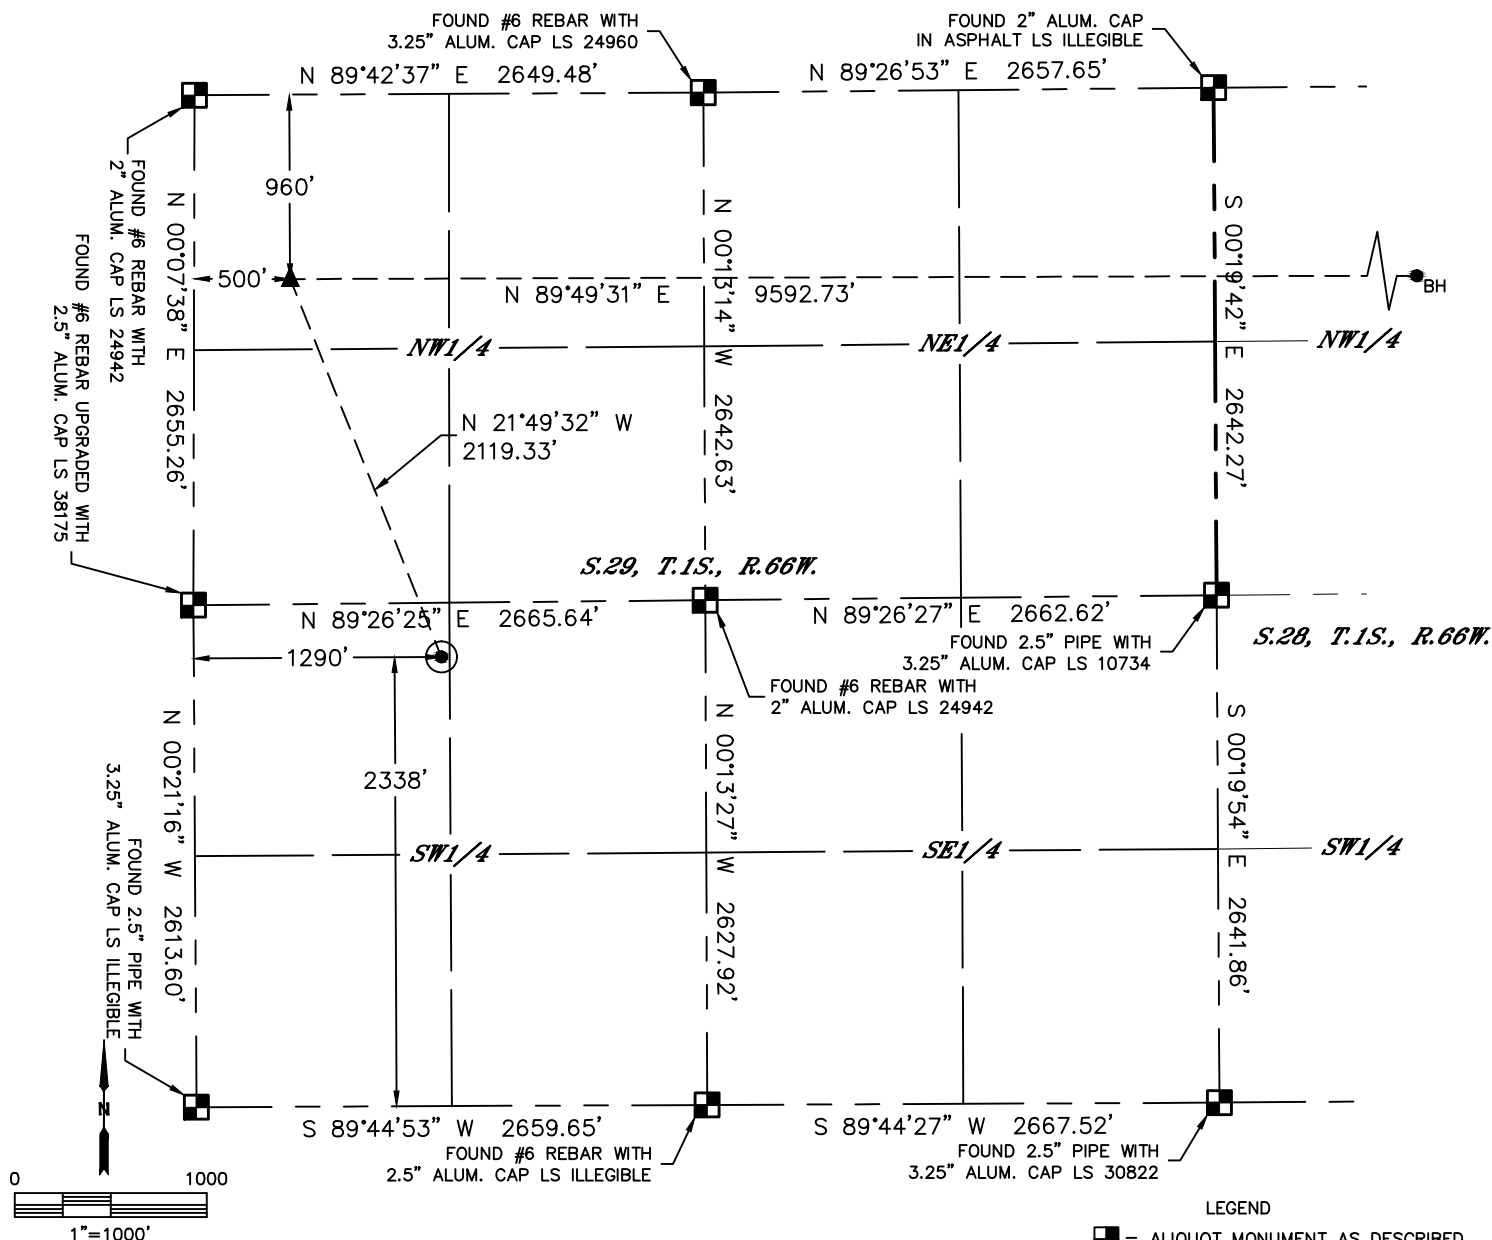 FOUND #6 REBAR WITH
3.25" ALUM. CAP LS 24960
FOUND 2" ALUM. CAP
IN ASPHALT LS ILLEGIBLE
N 89°42'37" E 2649.48'
N 89°26'53" E 2657.65'
FOUND #6 REBAR WITH
2" ALUM. CAP LS 24942
960'
N 00°07'38" E 2655.26'
N 00°13'14" W 2642.63'
S 00°19'42" E 2642.27'
FOUND #6 REBAR UPGRADED WITH
2.5" ALUM. CAP LS 38175
500'
N 89°49'31" E 9592.73'
BH
NW1/4
NE1/4
NW1/4
N 21°49'32" W
2119.33'
S.29, T.1S., R.66W.
N 89°26'25" E 2665.64'
N 89°26'27" E 2662.62'
S.28, T.1S., R.66W.
FOUND 2.5" PIPE WITH
3.25" ALUM. CAP LS 10734
1290'
FOUND #6 REBAR WITH
2" ALUM. CAP LS 24942
N 00°21'16" W 2613.60'
N 00°13'27" W 2627.92'
S 00°19'54" E 2641.86'
2338'
FOUND 2.5" PIPE WITH
3.25" ALUM. CAP LS ILLEGIBLE
SW1/4
SE1/4
SW1/4
N
S 89°44'53" W 2659.65'
S 89°44'27" W 2667.52'
FOUND #6 REBAR WITH
2.5" ALUM. CAP LS ILLEGIBLE
FOUND 2.5" PIPE WITH
3.25" ALUM. CAP LS 30822
0 1000
1"=1000'
LEGEND
= ALIQUOT MONUMENT AS DESCRIBED